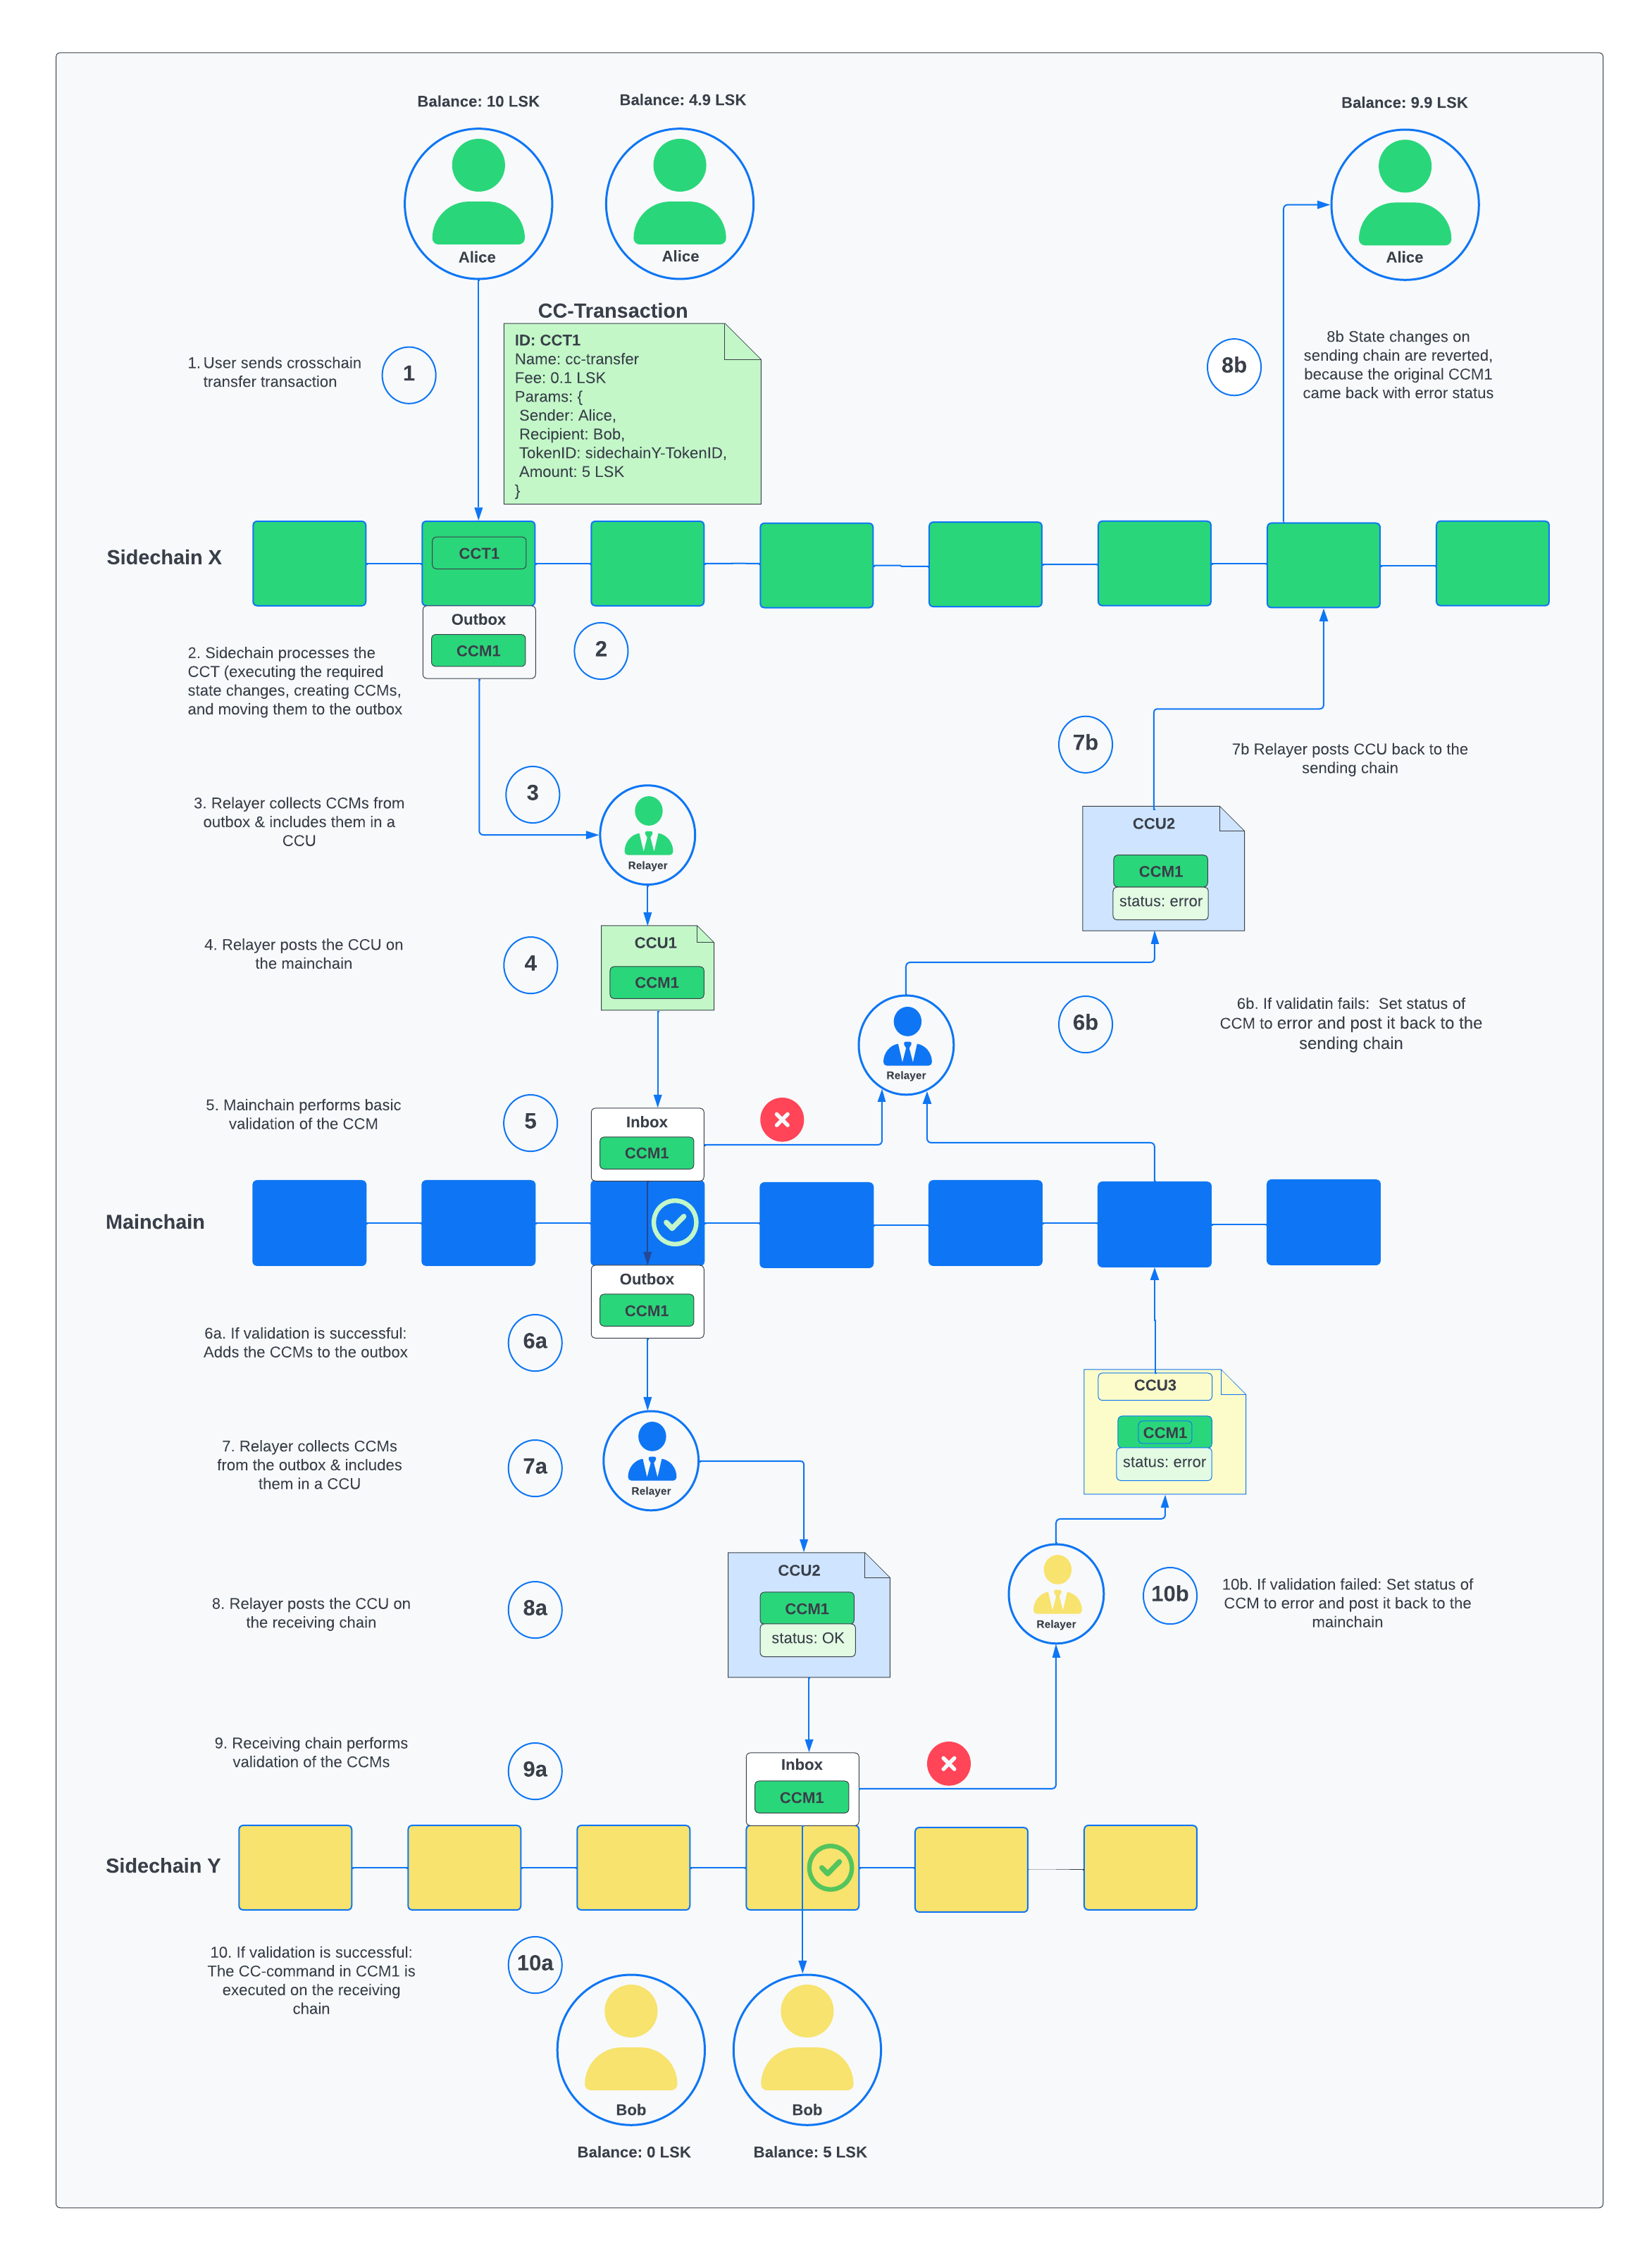 Balance: 10 LSK
Balance: 4.9 LSK
Balance: 9.9 LSK
Alice
Alice
Alice
CC-Transaction
ID: CCT1
Name: cc-transfer
Fee: 0.1 LSK
Params: {
Sender: Alice,
Recipient: Bob,
TokenID: sidechainY-TokenID,
Amount: 5 LSK
}
1. User sends crosschain
transfer transaction
1
8b
8b State changes on
sending chain are reverted,
because the original CCM1
came back with error status
Sidechain X
CCT1
Outbox
CCM1
2
2. Sidechain processes the
CCT (executing the required
state changes, creating CCMs,
and moving them to the outbox
7b
7b Relayer posts CCU back to the
sending chain
3
3. Relayer collects CCMs from
outbox & includes them in a
CCU
Relayer
CCU2
CCM1
status: error
4. Relayer posts the CCU on
the mainchain
4
CCU1
CCM1
6b
6b. If validatin fails: Set status of
CCM to error and post it back to the
sending chain
Relayer
5. Mainchain performs basic
validation of the CCM
5
Inbox
CCM1
Mainchain
Outbox
CCM1
6a. If validation is successful:
Adds the CCMs to the outbox
6a
CCU3
CCM1
status: error
7. Relayer collects CCMs
from the outbox & includes
them in a CCU
7a
Relayer
8. Relayer posts the CCU on
the receiving chain
8a
CCU2
CCM1
status: OK
Relayer
10b
10b. If validation failed: Set status of
CCM to error and post it back to the
mainchain
9. Receiving chain performs
validation of the CCMs
9a
Inbox
CCM1
Sidechain Y
10. If validation is successful:
The CC-command in CCM1 is
executed on the receiving
chain
10a
Bob
Bob
Balance: 0 LSK
Balance: 5 LSK